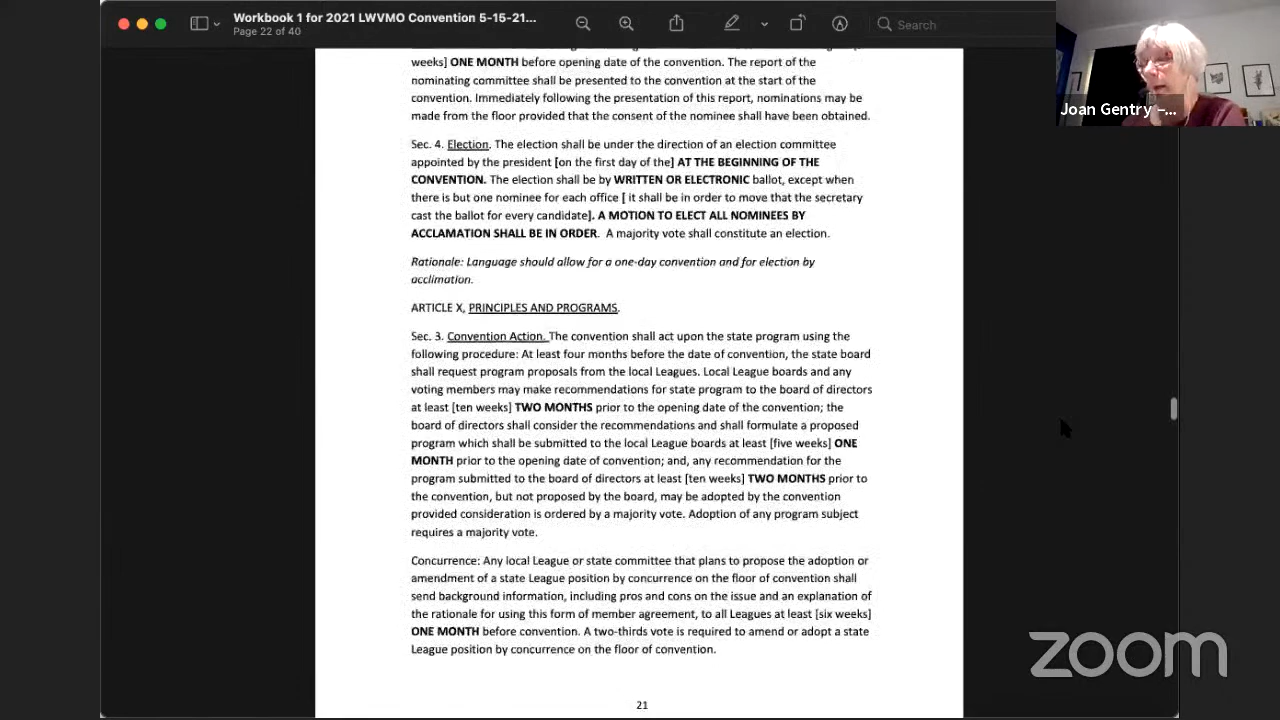 Workbook 1 for 2021 LWVMO Convention 5-15-21...
Page 22 of 40
Search
Joan Gentry –...
weeks] ONE MONTH before opening date of the convention. The report of the
nominating committee shall be presented to the convention at the start of the
convention. Immediately following the presentation of this report, nominations may be
made from the floor provided that the consent of the nominee shall have been obtained.
Sec. 4. Election. The election shall be under the direction of an election committee
appointed by the president [on the first day of the] AT THE BEGINNING OF THE
CONVENTION. The election shall be by WRITTEN OR ELECTRONIC ballot, except when
there is but one nominee for each office [ it shall be in order to move that the secretary
cast the ballot for every candidate]. A MOTION TO ELECT ALL NOMINEES BY
ACCLAMATION SHALL BE IN ORDER. A majority vote shall constitute an election.
Rationale: Language should allow for a one-day convention and for election by
acclimation.
ARTICLE X, PRINCIPLES AND PROGRAMS.
Sec. 3. Convention Action. The convention shall act upon the state program using the
following procedure: At least four months before the date of convention, the state board
shall request program proposals from the local Leagues. Local League boards and any
voting members may make recommendations for state program to the board of directors
at least [ten weeks] TWO MONTHS prior to the opening date of the convention; the
board of directors shall consider the recommendations and shall formulate a proposed
program which shall be submitted to the local League boards at least [five weeks] ONE
MONTH prior to the opening date of convention; and, any recommendation for the
program submitted to the board of directors at least [ten weeks] TWO MONTHS prior to
the convention, but not proposed by the board, may be adopted by the convention
provided consideration is ordered by a majority vote. Adoption of any program subject
requires a majority vote.
Concurrence: Any local League or state committee that plans to propose the adoption or
amendment of a state League position by concurrence on the floor of convention shall
send background information, including pros and cons on the issue and an explanation of
the rationale for using this form of member agreement, to all Leagues at least [six weeks]
ONE MONTH before convention. A two-thirds vote is required to amend or adopt a state
League position by concurrence on the floor of convention.
21
zoom